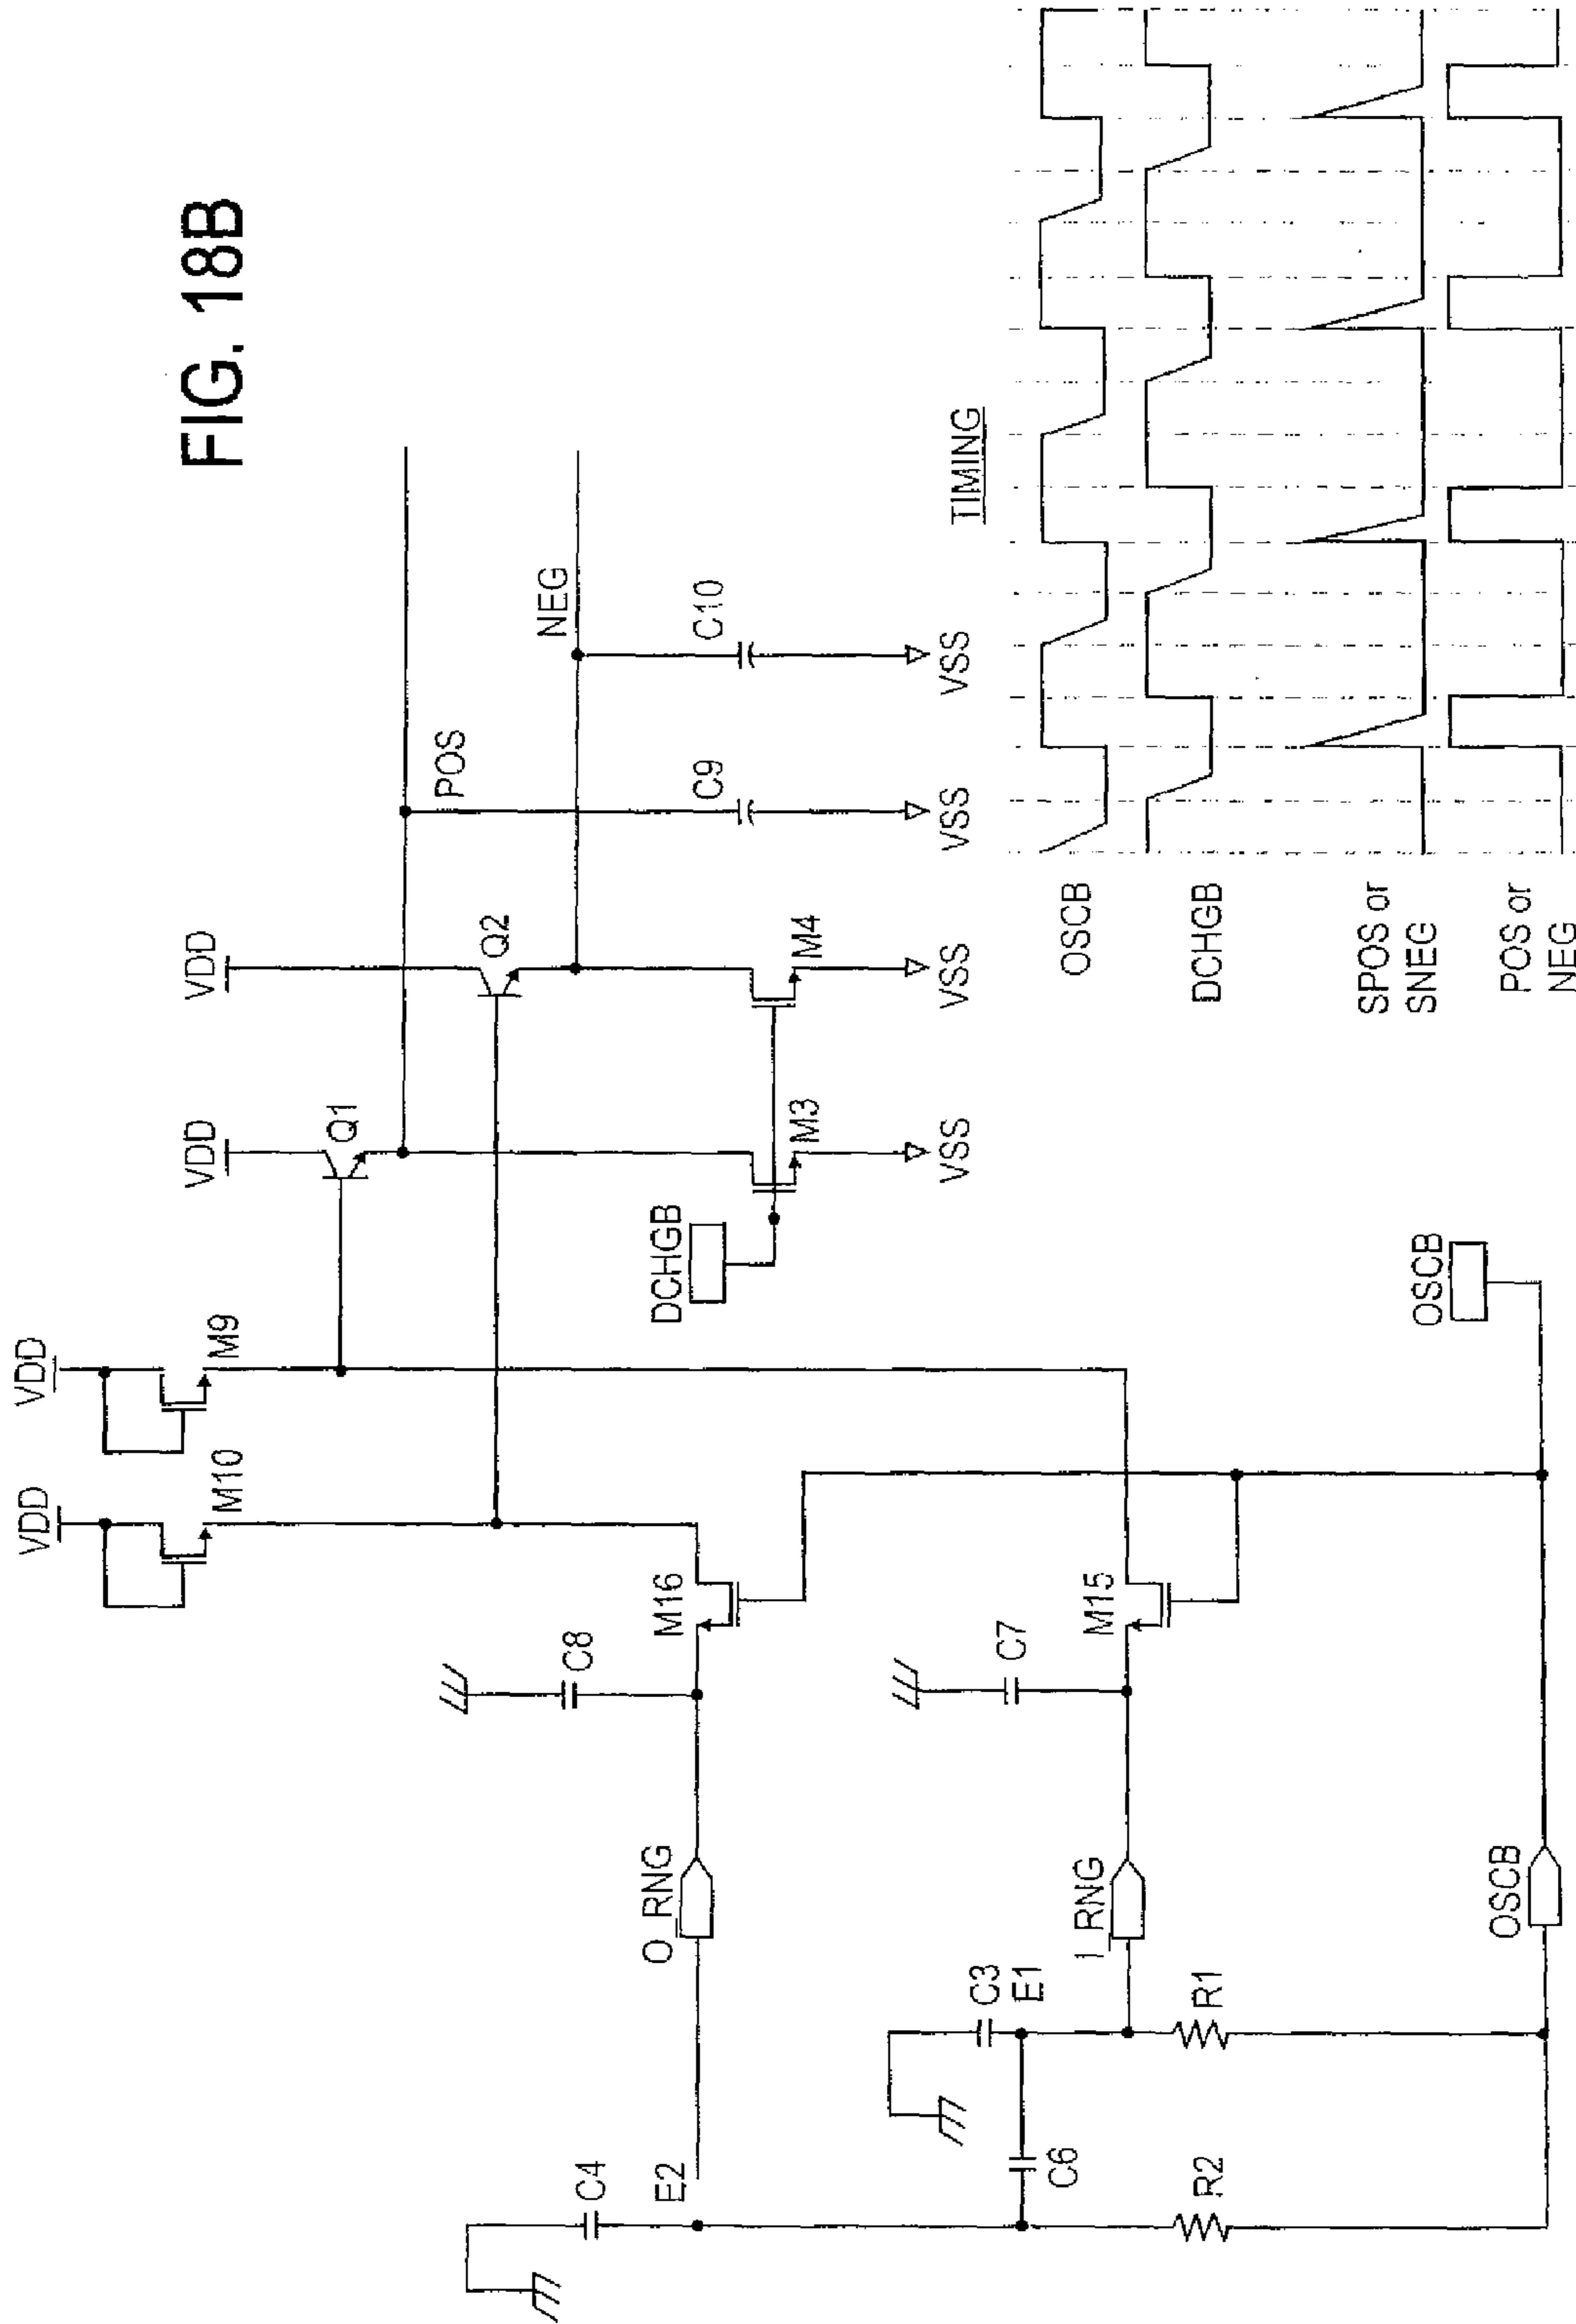 FIG. 18B
VDD
VDD
M10
M9
VDD
VDD
Q1
Q2
POS
NEG
DCHGB
M3
M4
C9
C10
VSS
VSS
VSS
VSS
C4
E2
O_RNG
C8
M16
C3
E1
C6
I_RNG
C7
M15
R2
R1
OSCB
OSCB
TIMING
OSCB
DCHGB
SPOS or
SNEG
POS or
NEG